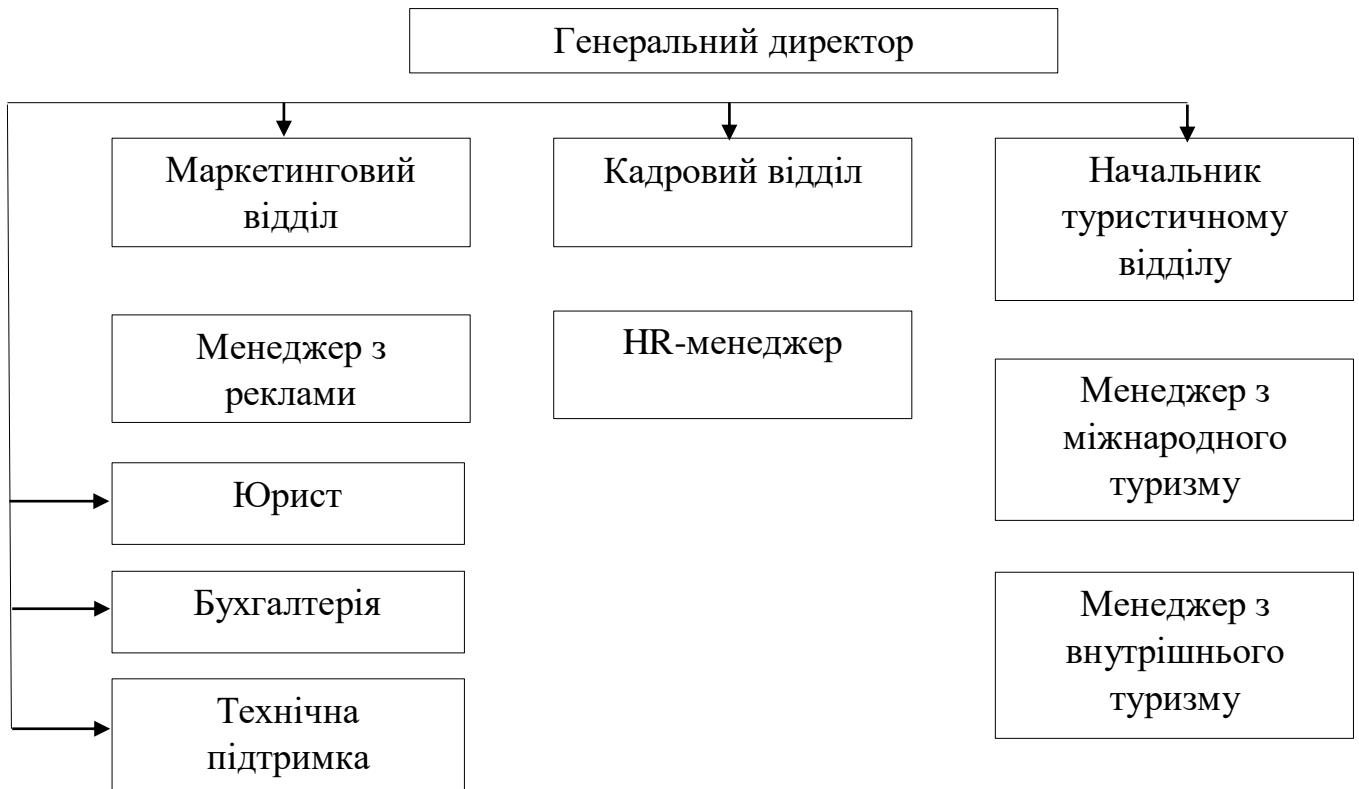 Генеральний директор
Маркетинговий
відділ
Кадровий відділ
Начальник
туристичному
відділу
Менеджер з
реклами
HR-менеджер
Менеджер з
міжнародного
туризму
Юрист
Бухгалтерія
Менеджер з
внутрішнього
туризму
Технічна
підтримка